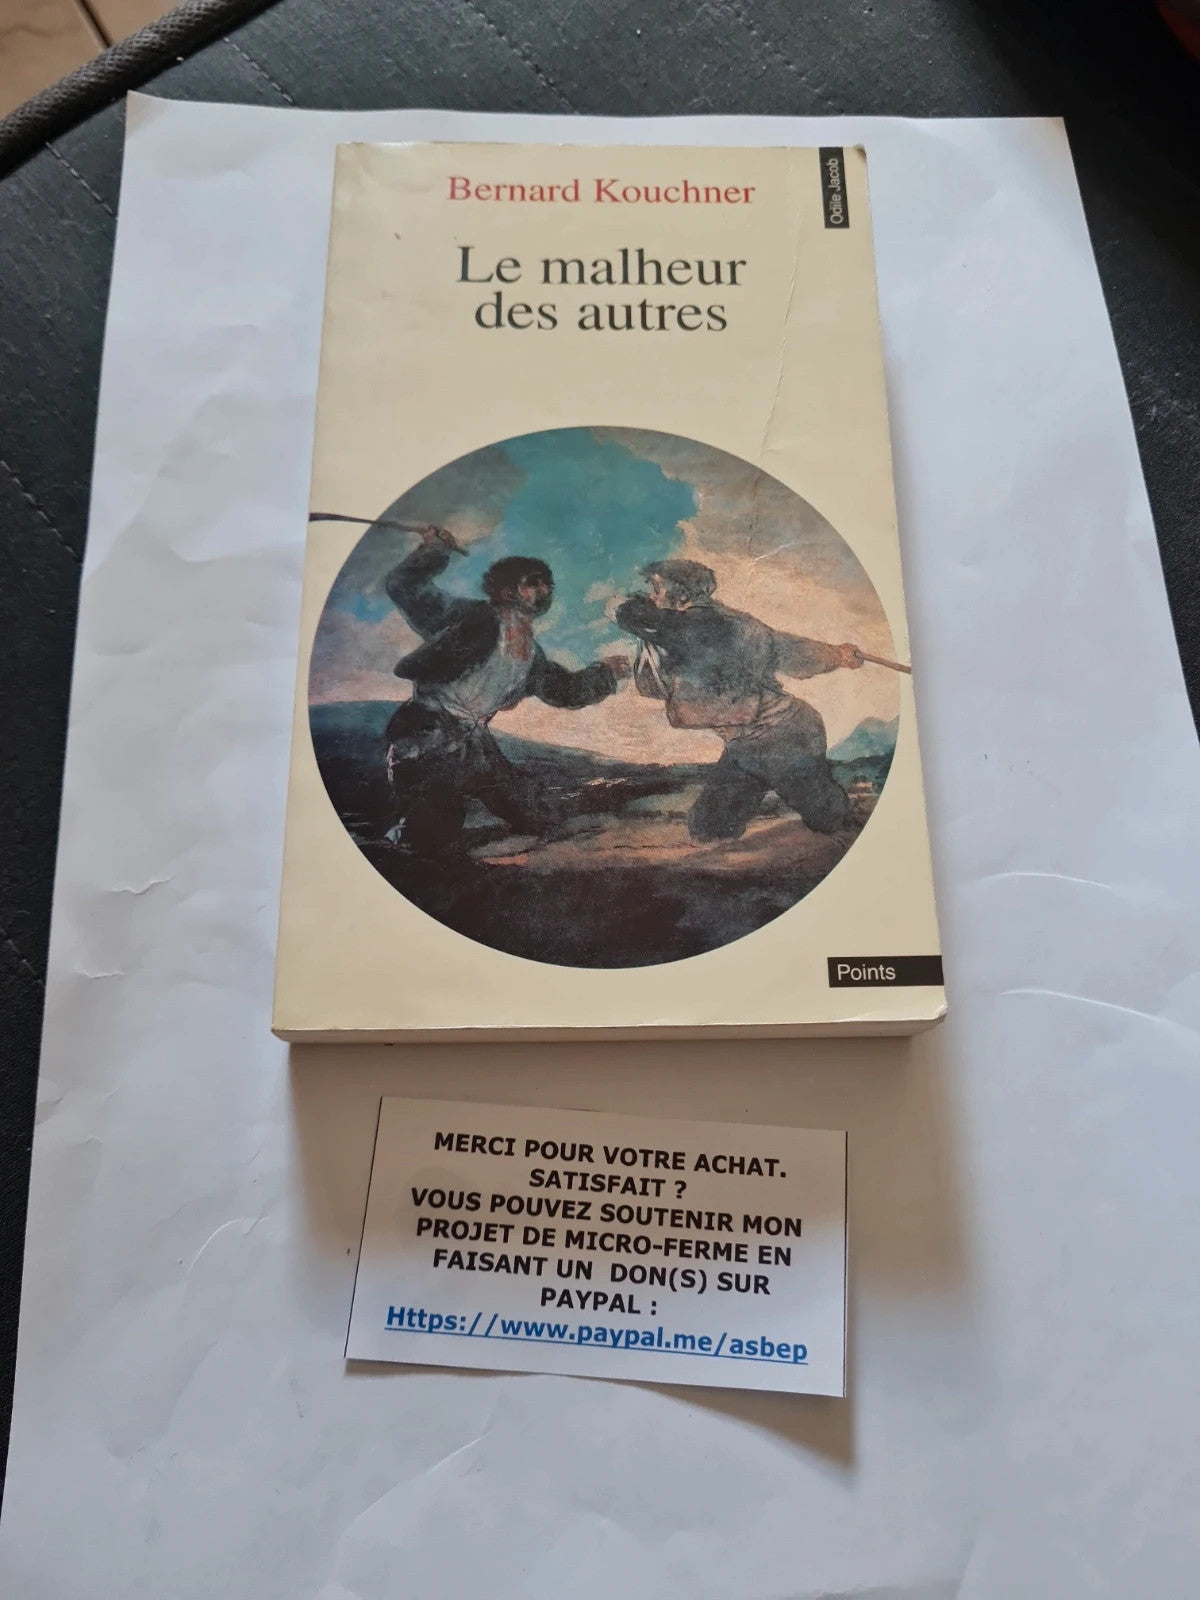 Bernard Kouchner
Odile Jacob
Le malheur
des autres
Points
MERCI POUR VOTRE ACHAT.
SATISFAIT ?
VOUS POUVEZ SOUTENIR MON
PROJET DE MICRO-FERME EN
FAISANT UN DON(S) SUR
PAYPAL :
Https://www.paypal.me/asbep